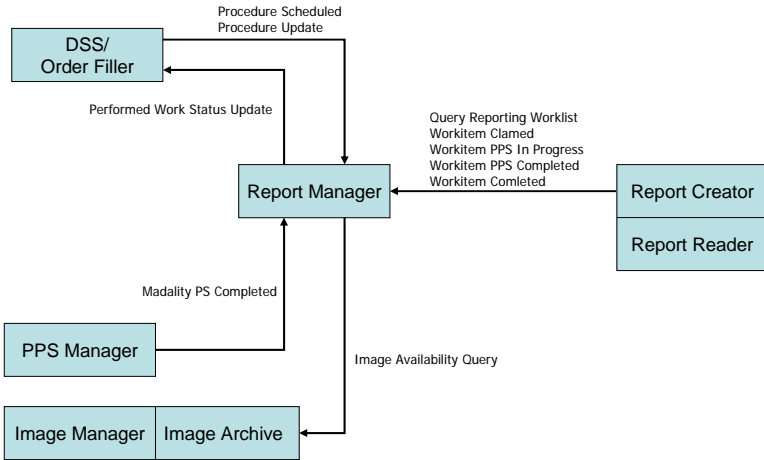 Procedure Scheduled
Procedure Update
DSS/
Order Filler
Performed Work Status Update
Query Reporting Worklist
Workitem Clamed
Workitem PPS In Progress
Workitem PPS Completed
Workitem Comleted
Report Manager
Report Creator
Report Reader
Madality PS Completed
PPS Manager
Image Availability Query
Image Manager
Image Archive